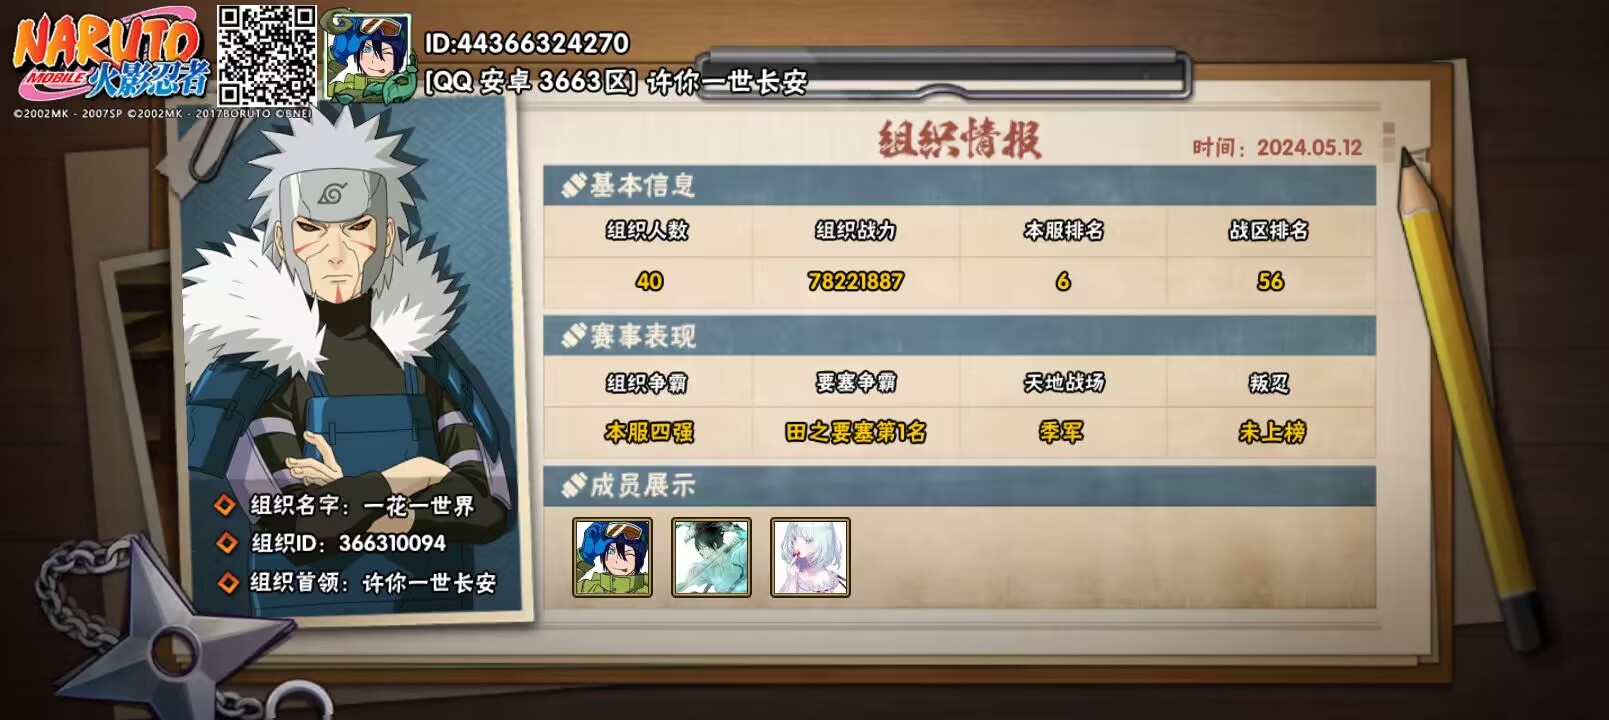 NARUTO
MOBILE 火影忍者
©2002MK - 2007SP ©2002MK - 2017BORUTO ©BNEI
ID:44366324270
[QQ 安卓 3663区] 许你一世长安
组织情报
时间：2024.05.12
基本信息
组织人数 组织战力 本服排名 战区排名
40 78221887 6 56
赛事表现
组织争霸 要塞争霸 天地战场 叛忍
本服四强 田之要塞第1名 季军 未上榜
成员展示
组织名字：一花一世界
组织ID：366310094
组织首领：许你一世长安